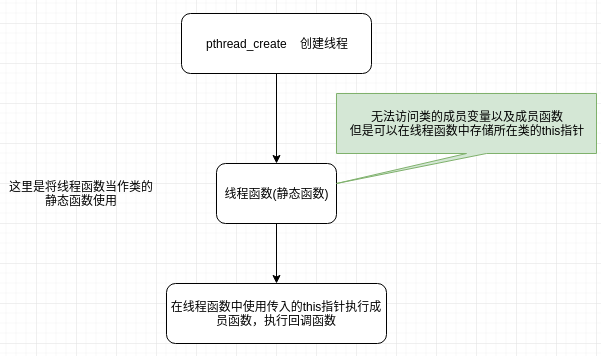 pthread_create 创建线程
无法访问类的成员变量以及成员函数
但是可以在线程函数中存储所在类的this指针
这里是将线程函数当作类的
静态函数使用
线程函数(静态函数)
在线程函数中使用传入的this指针执行成
员函数，执行回调函数